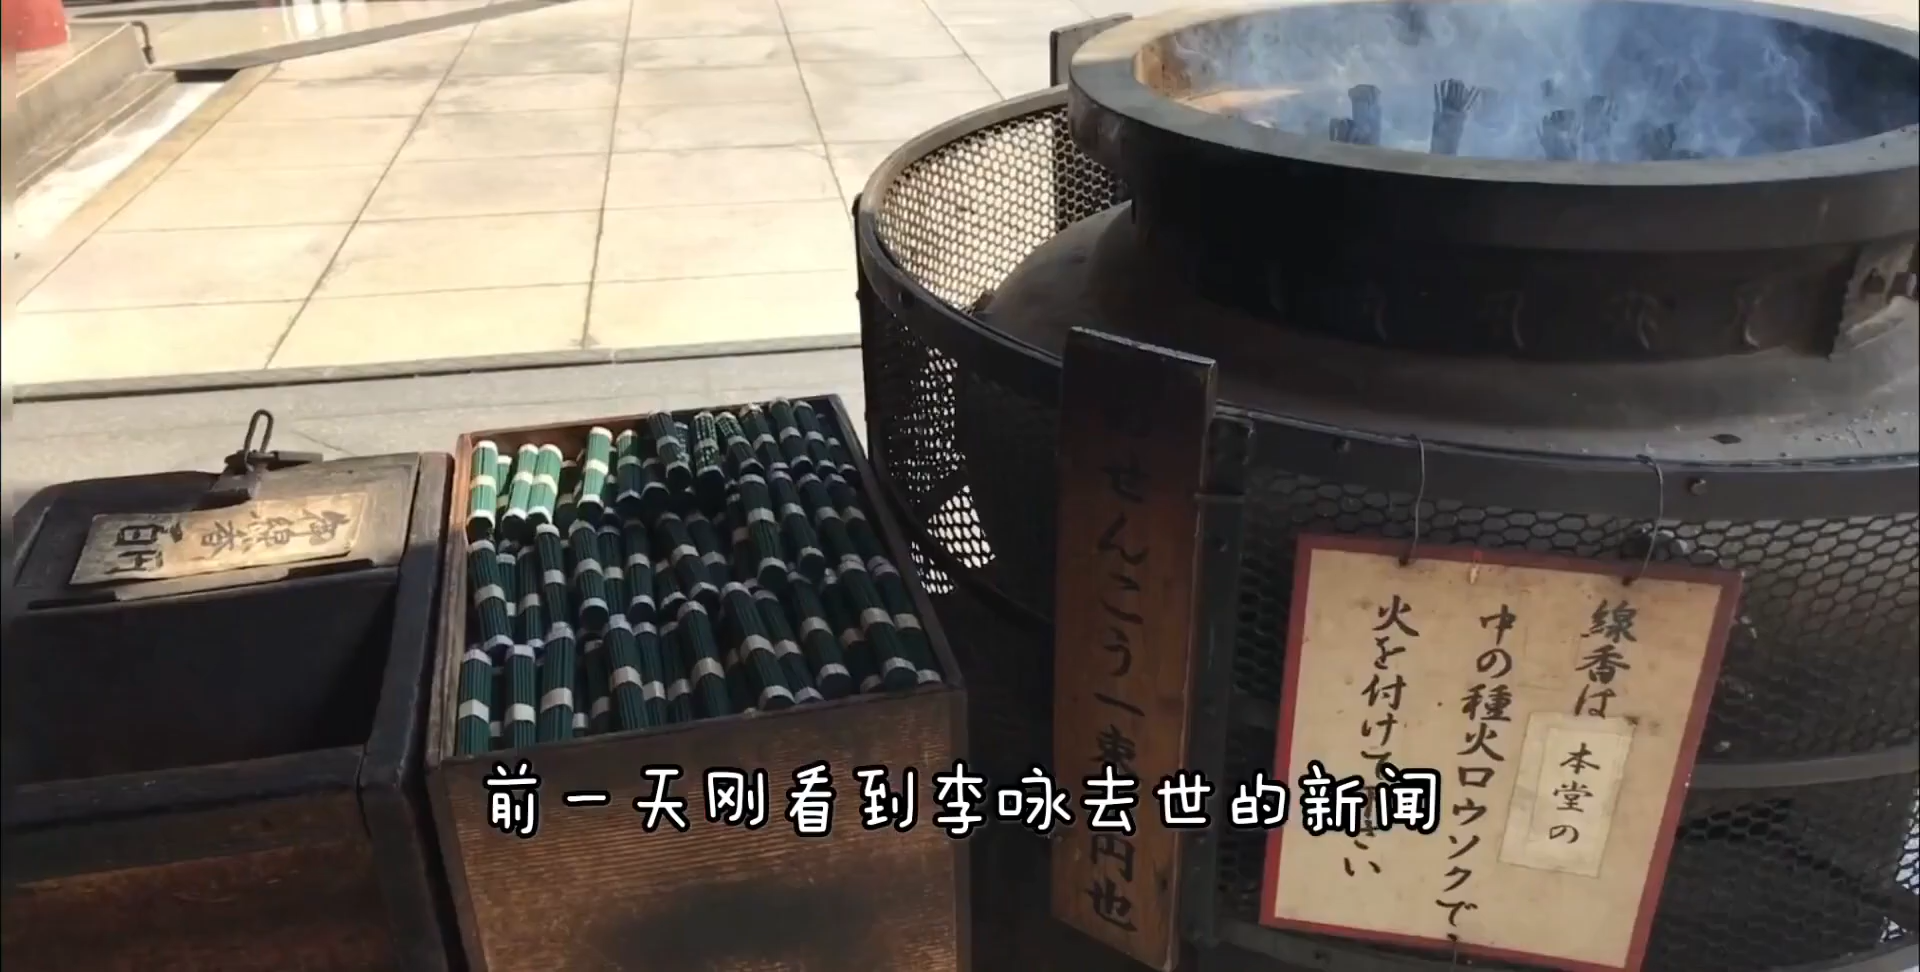 線香は
本堂の
中の種火ロウソクで
火を付けて
い
せんこう一束
円也
御線香
百円
前一天刚看到李咏去世的新闻